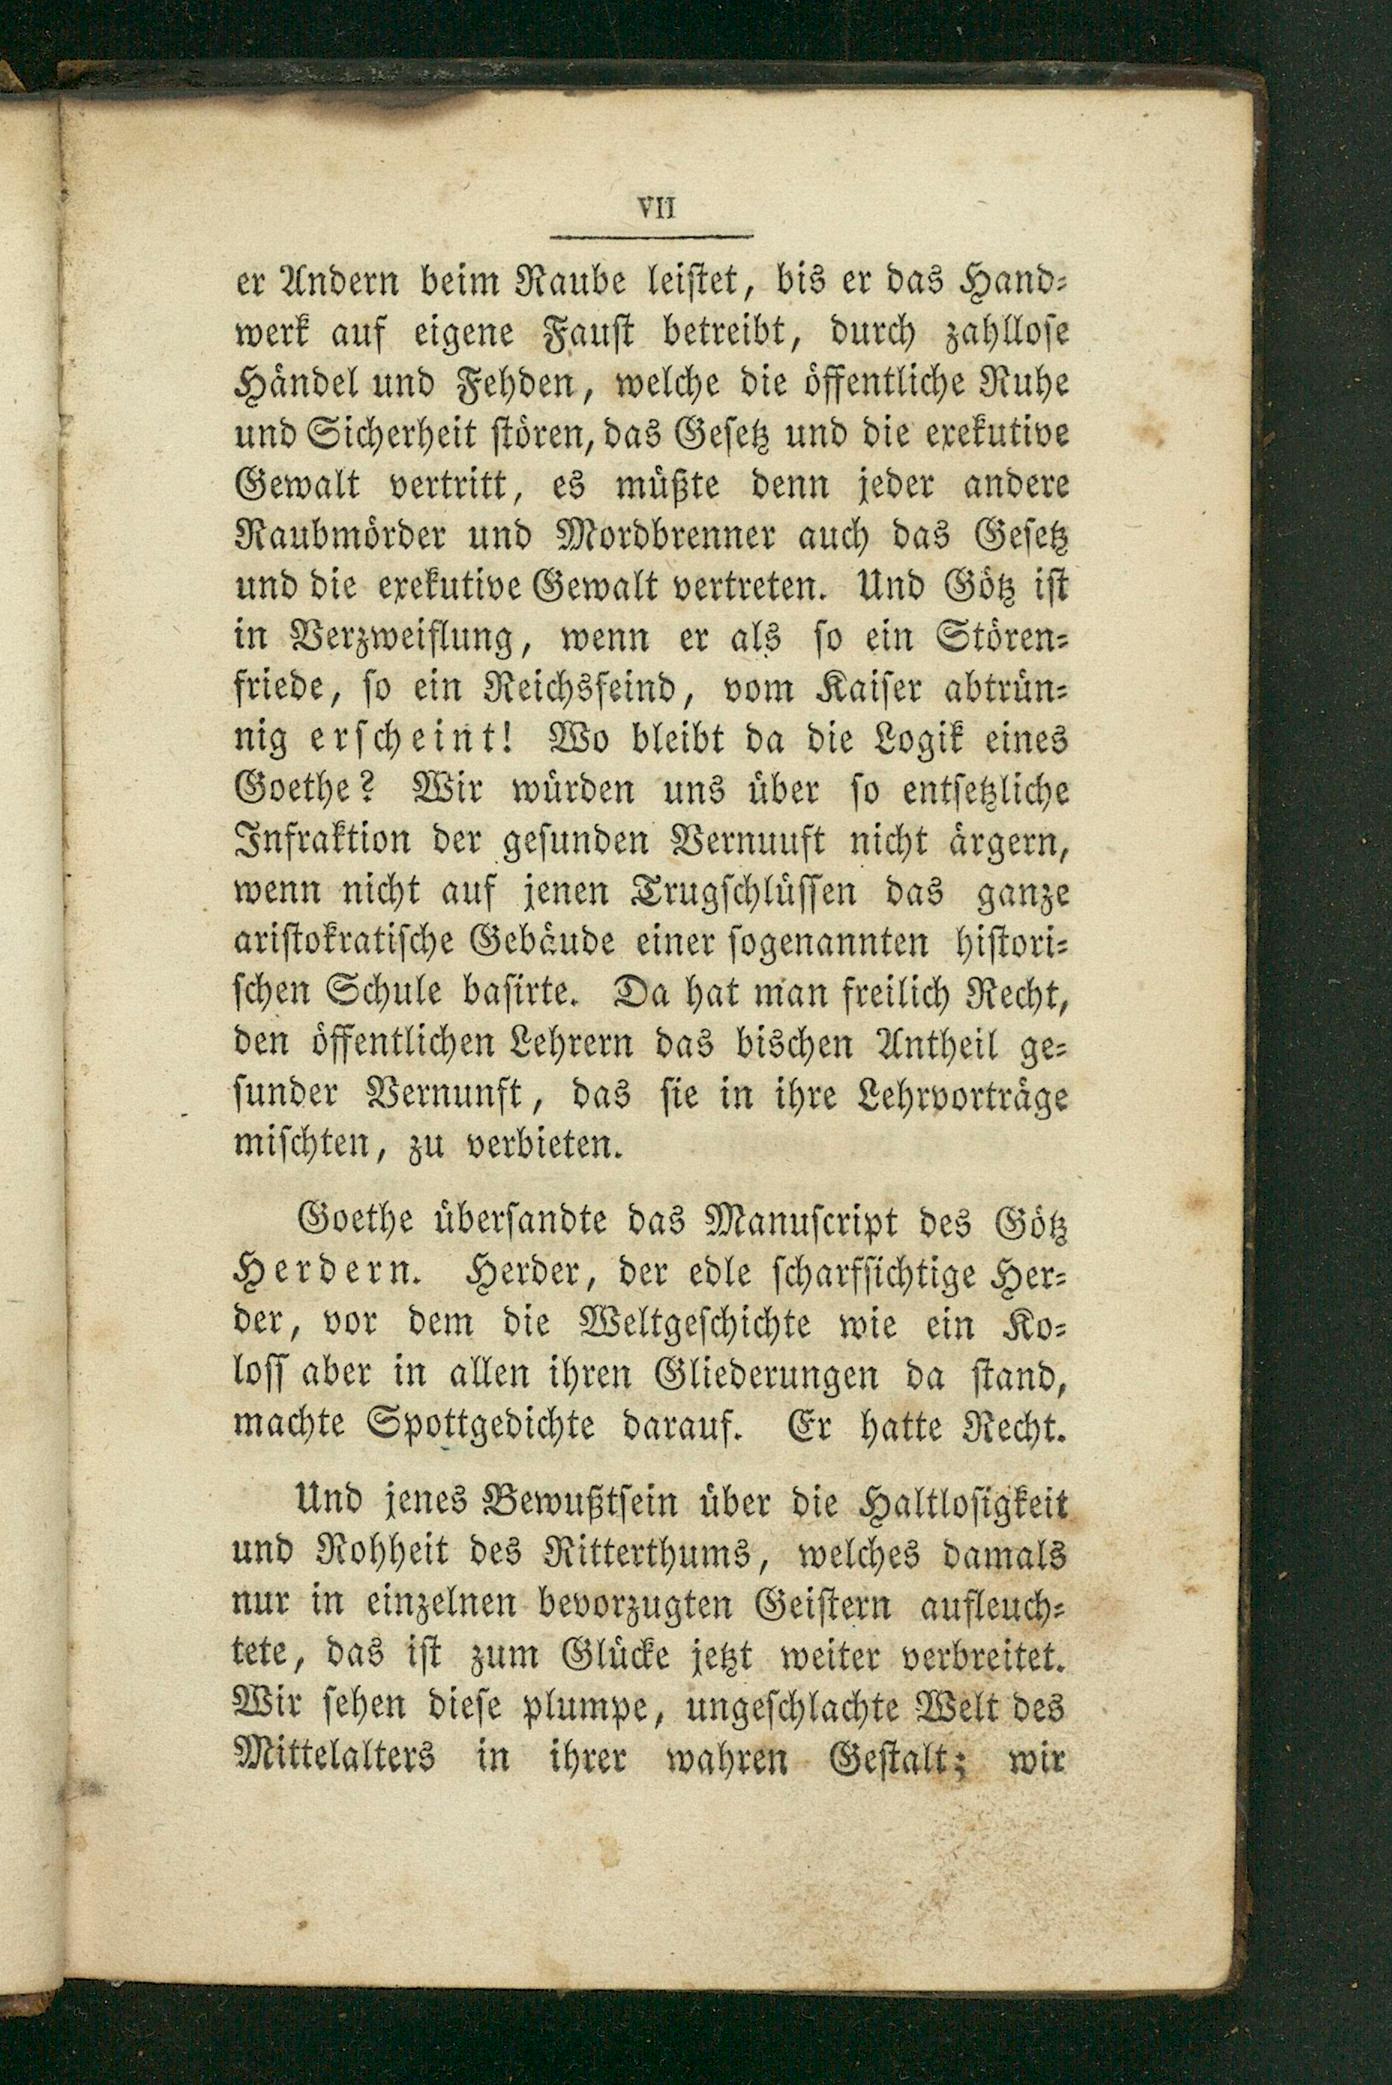 VII
er Andern beim Raube leistet, bis er das Hand-
werk auf eigene Faust betreibt, durch zahllose
Händel und Fehden, welche die öffentliche Ruhe
und Sicherheit stören, das Gesetz und die exekutive
Gewalt vertritt, es müßte denn jeder andere
Raubmörder und Mordbrenner auch das Gesetz
und die exekutive Gewalt vertreten. Und Götz ist
in Verzweiflung, wenn er als so ein Stören-
friede, so ein Reichsfeind, vom Kaiser abtrün-
nig erscheint! Wo bleibt da die Logik eines
Goethe? Wir würden uns über so entsetzliche
Infraktion der gesunden Vernuuft nicht ärgern,
wenn nicht auf jenen Trugschlüssen das ganze
aristokratische Gebäude einer sogenannten histori-
schen Schule basirte. Da hat man freilich Recht,
den öffentlichen Lehrern das bischen Antheil ge-
sunder Vernunft, das sie in ihre Lehrvorträge
mischten, zu verbieten.
Goethe übersandte das Manuscript des Götz
Herdern. Herder, der edle scharfsichtige Her-
der, vor dem die Weltgeschichte wie ein Ko-
loss aber in allen ihren Gliederungen da stand,
machte Spottgedichte darauf. Er hatte Recht.
Und jenes Bewußtsein über die Haltlosigkeit
und Rohheit des Ritterthums, welches damals
nur in einzelnen bevorzugten Geistern aufleuch-
tete, das ist zum Glücke jetzt weiter verbreitet.
Wir sehen diese plumpe, ungeschlachte Welt des
Mittelalters in ihrer wahren Gestalt; wir